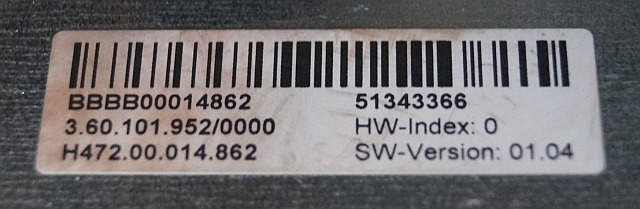 BBBB00014862 51343366
3.60.101.952/0000 HW-Index: 0
H472.00.014.862 SW-Version: 01.04